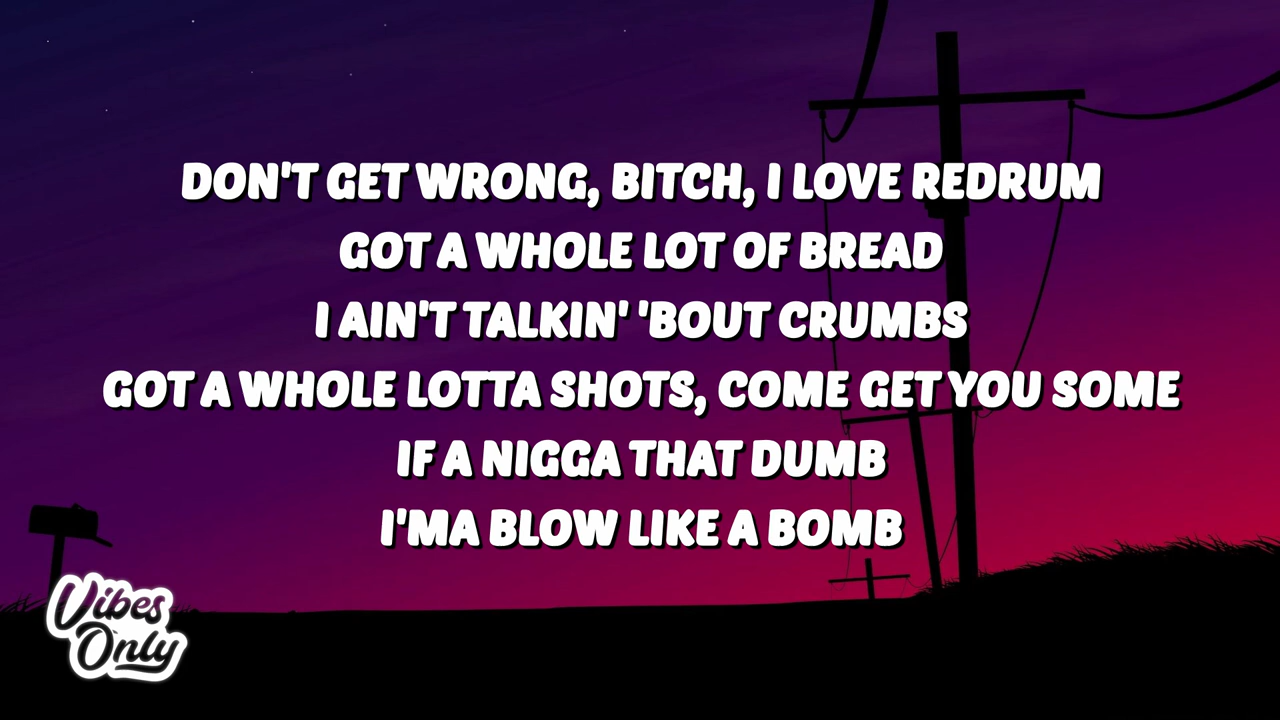 DON'T GET WRONG, BITCH, I LOVE REDRUM
GOT A WHOLE LOT OF BREAD
I AIN'T TALKIN' 'BOUT CRUMBS
GOT A WHOLE LOTTA SHOTS, COME GET YOU SOME
IF A NIGGA THAT DUMB
I'MA BLOW LIKE A BOMB
Vibes
Only